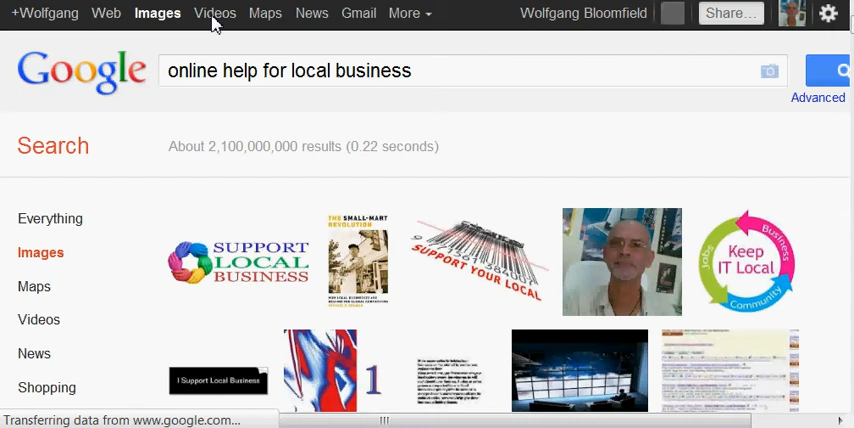 +Wolfgang Web Images Videos Maps News Gmail More Wolfgang Bloomfield Share...
Google online help for local business
Advanced
Search About 2,100,000,000 results (0.22 seconds)
Everything
Images
Maps
Videos
News
Shopping
SUPPORT
LOCAL
BUSINESS
THE SMALL-MART
REVOLUTION
SUPPORT YOUR LOCAL
Keep
IT Local
Jobs
Business
Community
I Support Local Business
1
Transferring data from www.google.com...